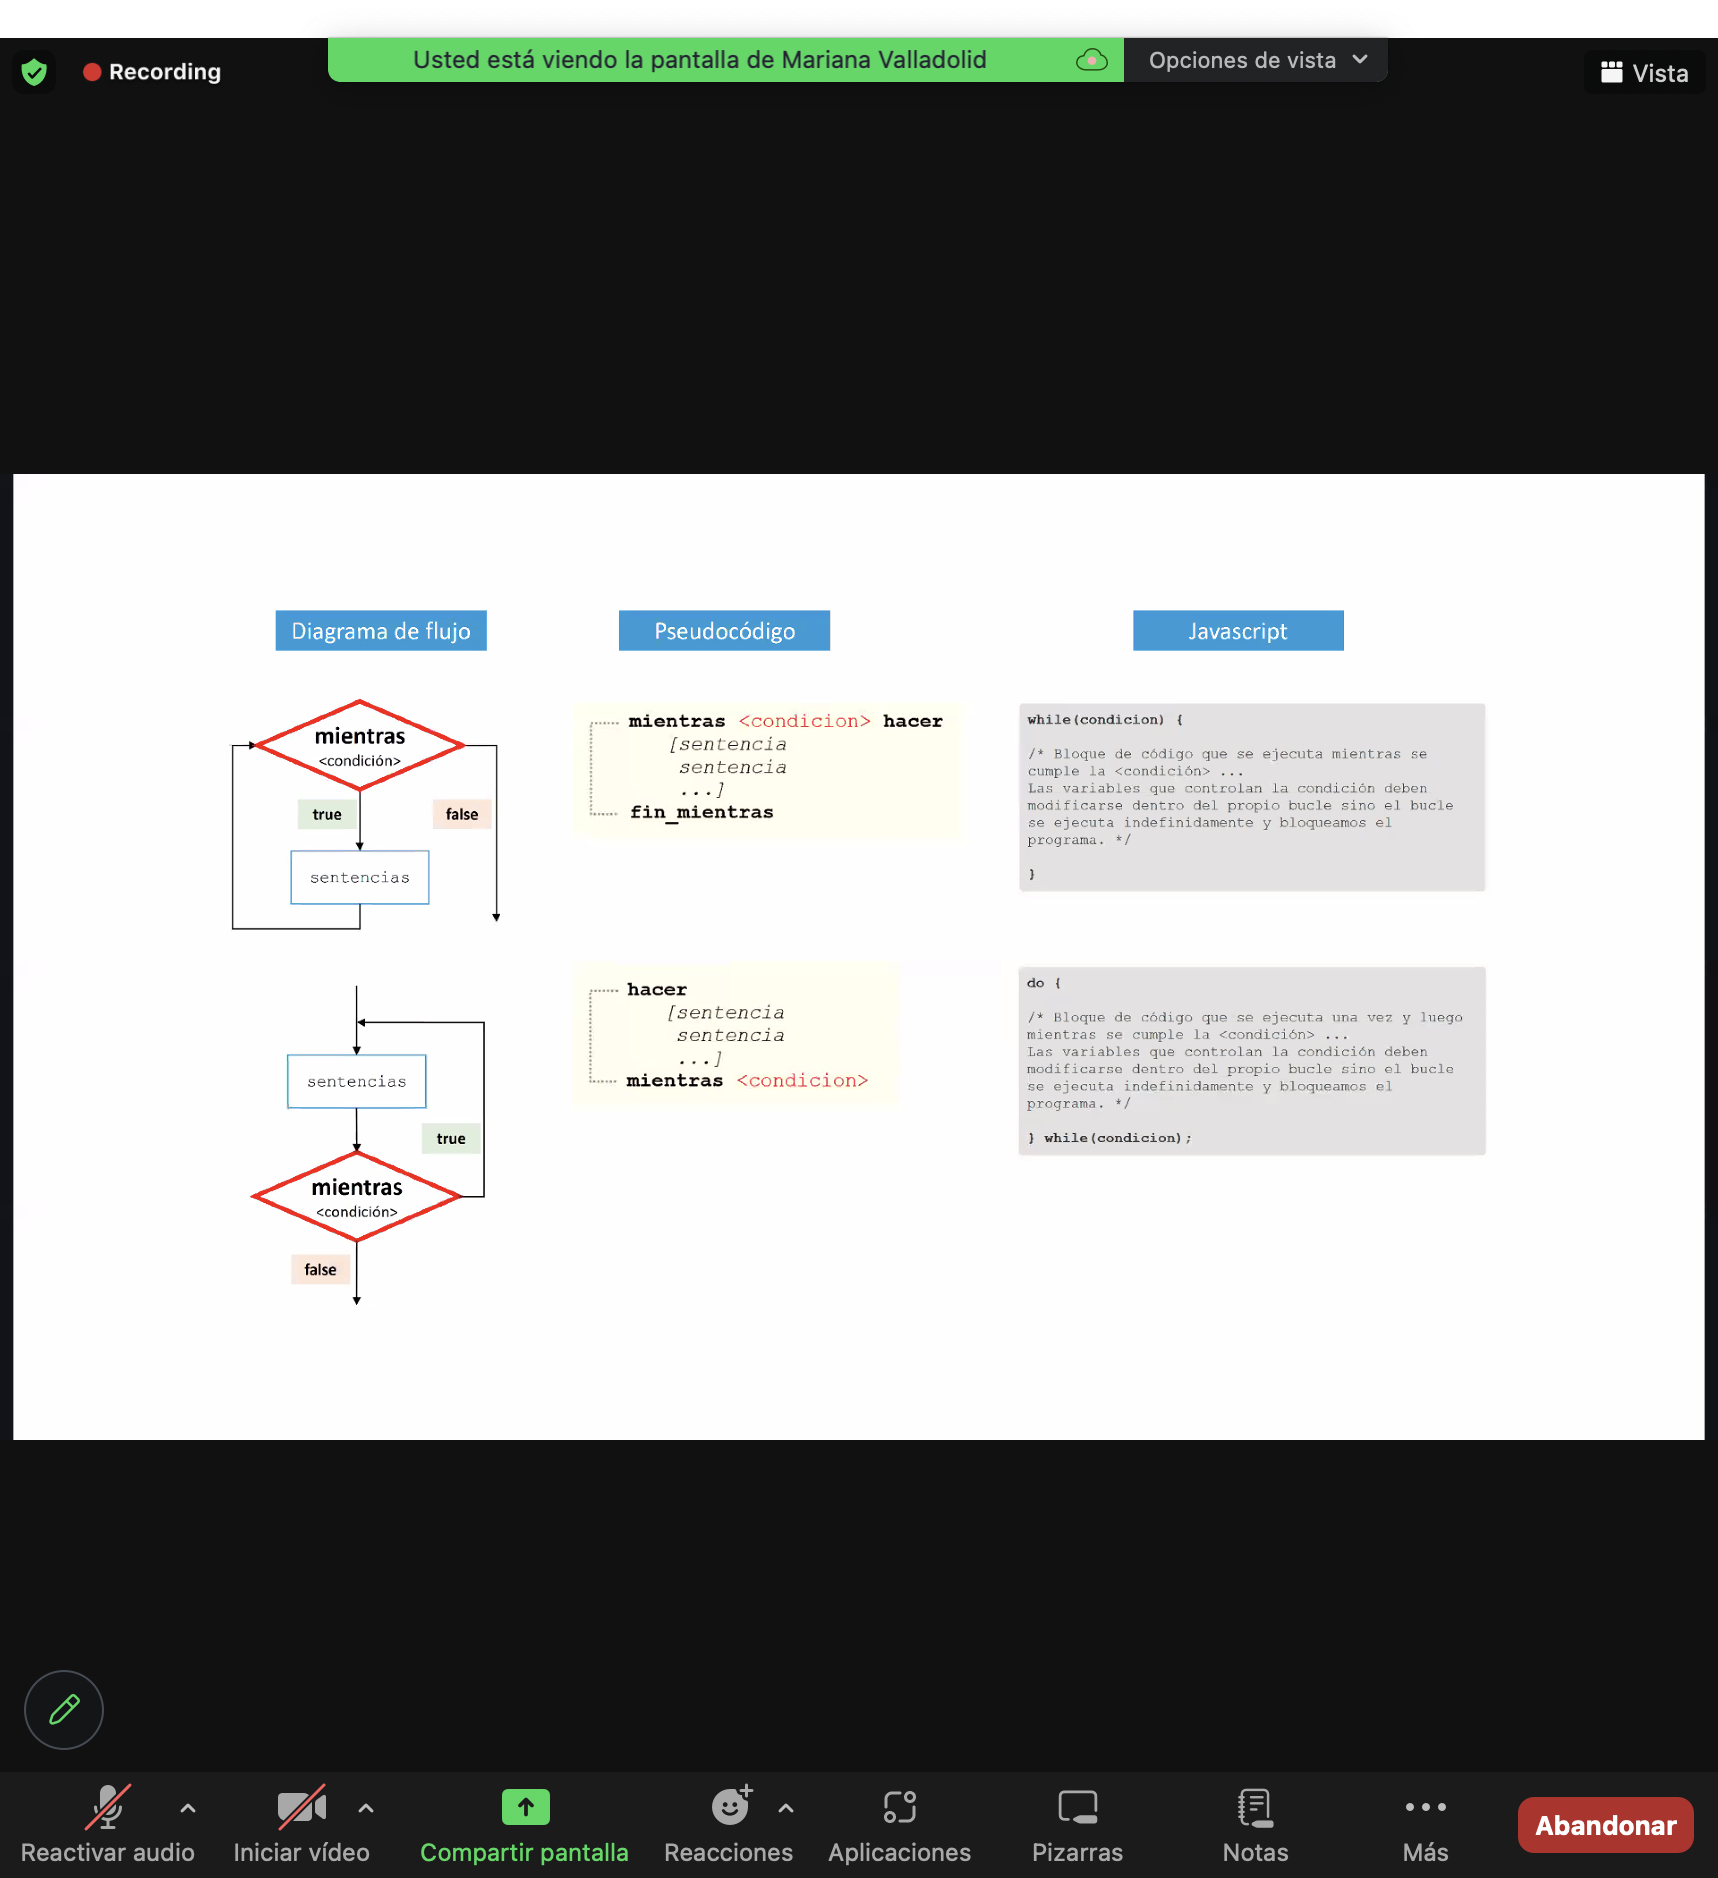 Recording
Usted está viendo la pantalla de Mariana Valladolid
Opciones de vista
Vista
Diagrama de flujo
Pseudocódigo
Javascript
mientras
<condición>
true
false
sentencias
mientras <condicion> hacer
[sentencia
sentencia
...]
fin_mientras
while(condicion) {
/* Bloque de código que se ejecuta mientras se
cumple la <condición> ...
Las variables que controlan la condición deben
modificarse dentro del propio bucle sino el bucle
se ejecuta indefinidamente y bloqueamos el
programa. */
}
sentencias
true
mientras
<condición>
false
hacer
[sentencia
sentencia
...]
mientras <condicion>
do {
/* Bloque de código que se ejecuta una vez y luego
mientras se cumple la <condición> ...
Las variables que controlan la condición deben
modificarse dentro del propio bucle sino el bucle
se ejecuta indefinidamente y bloqueamos el
programa. */
} while(condicion);
Reactivar audio
Iniciar vídeo
Compartir pantalla
Reacciones
Aplicaciones
Pizarras
Notas
Más
Abandonar